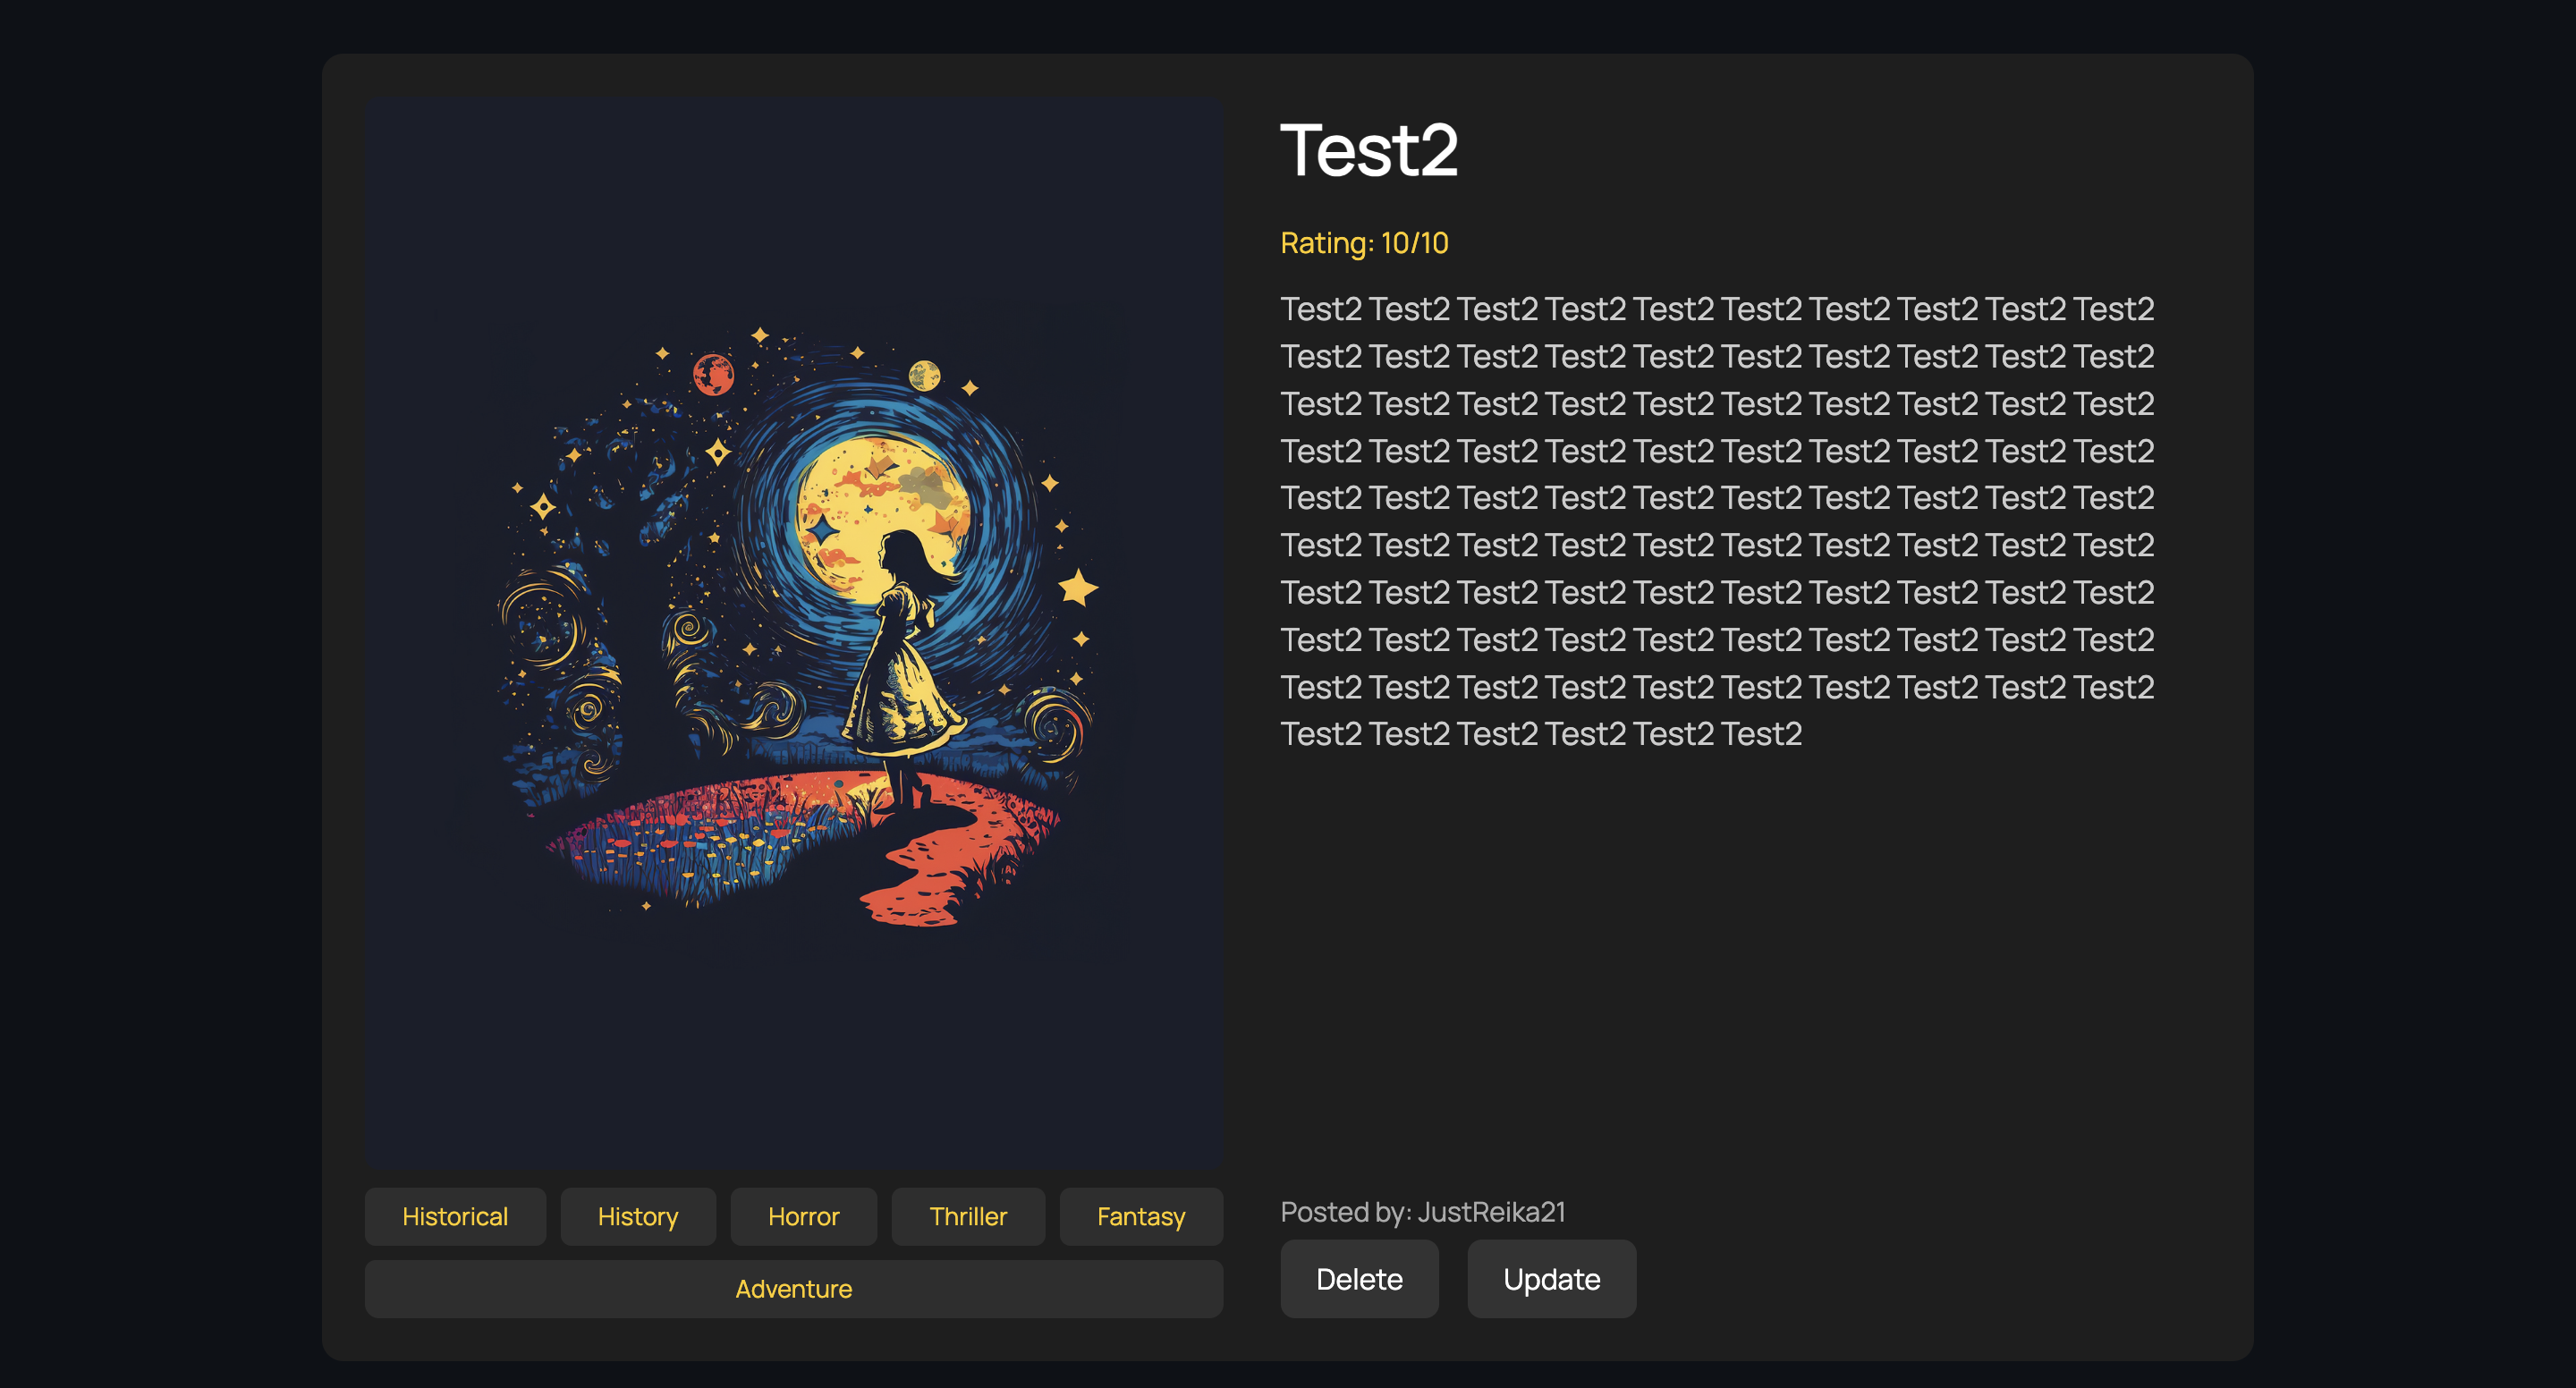 Test2
Rating: 10/10
Test2 Test2 Test2 Test2 Test2 Test2 Test2 Test2 Test2 Test2
Test2 Test2 Test2 Test2 Test2 Test2 Test2 Test2 Test2 Test2
Test2 Test2 Test2 Test2 Test2 Test2 Test2 Test2 Test2 Test2
Test2 Test2 Test2 Test2 Test2 Test2 Test2 Test2 Test2 Test2
Test2 Test2 Test2 Test2 Test2 Test2 Test2 Test2 Test2 Test2
Test2 Test2 Test2 Test2 Test2 Test2 Test2 Test2 Test2 Test2
Test2 Test2 Test2 Test2 Test2 Test2 Test2 Test2 Test2 Test2
Test2 Test2 Test2 Test2 Test2 Test2 Test2 Test2 Test2 Test2
Test2 Test2 Test2 Test2 Test2 Test2 Test2 Test2 Test2 Test2
Test2 Test2 Test2 Test2 Test2 Test2
Historical History Horror Thriller Fantasy
Adventure
Posted by: JustReika21
Delete Update